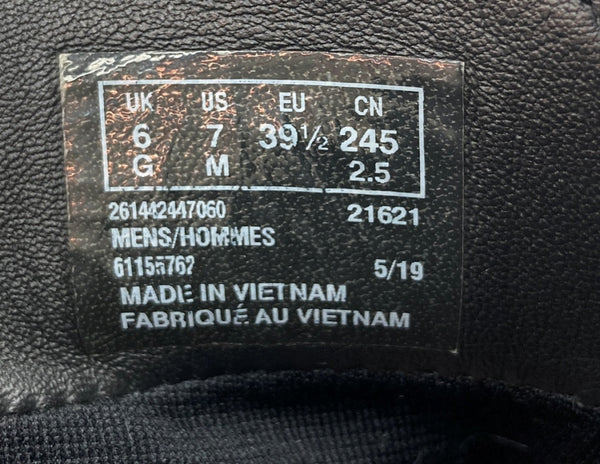 UK US EU CN
6 7 39½ 245
G M 2.5
261442447060 21621
MENS/HOMMES
61155762 5/19
MADE IN VIETNAM
FABRIQUÉ AU VIETNAM